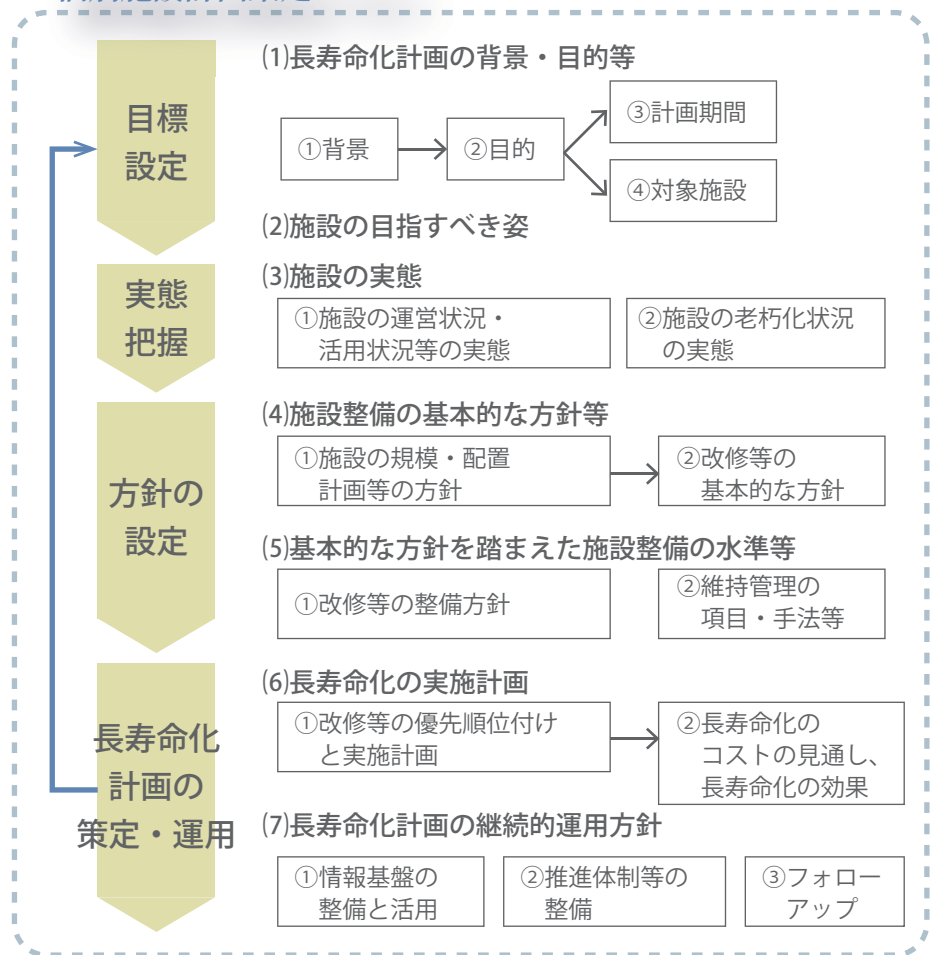 (1)長寿命化計画の背景・目的等
目標
設定
①背景
②目的
③計画期間
④対象施設
(2)施設の目指すべき姿
実態
把握
(3)施設の実態
①施設の運営状況・
活用状況等の実態
②施設の老朽化状況
の実態
方針の
設定
(4)施設整備の基本的な方針等
①施設の規模・配置
計画等の方針
②改修等の
基本的な方針
(5)基本的な方針を踏まえた施設整備の水準等
①改修等の整備方針
②維持管理の
項目・手法等
長寿命化
計画の
策定・運用
(6)長寿命化の実施計画
①改修等の優先順位付け
と実施計画
②長寿命化の
コストの見通し、
長寿命化の効果
(7)長寿命化計画の継続的運用方針
①情報基盤の
整備と活用
②推進体制等の
整備
③フォロー
アップ